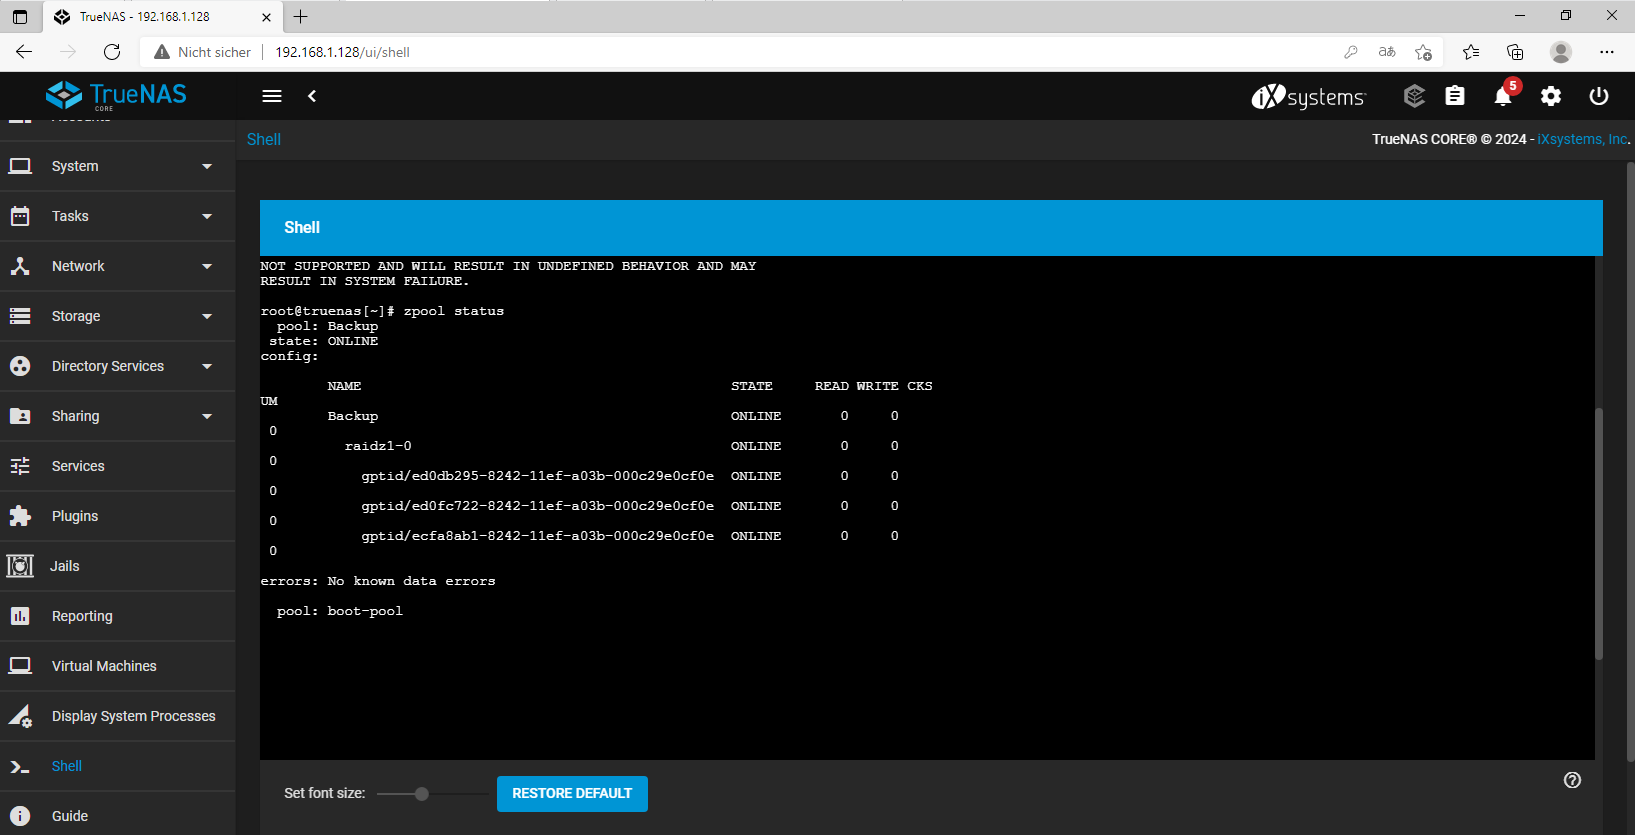 TrueNAS - 192.168.1.128
Nicht sicher
192.168.1.128/ui/shell
aあ
TrueNAS
CORE
iXsystems
5
Accounts
Shell
TrueNAS CORE® © 2024 - iXsystems, Inc.
System
Tasks
Network
Storage
Directory Services
Sharing
Services
Plugins
Jails
Reporting
Virtual Machines
Display System Processes
Shell
Guide
Shell
NOT SUPPORTED AND WILL RESULT IN UNDEFINED BEHAVIOR AND MAY
RESULT IN SYSTEM FAILURE.
root@truenas[~]# zpool status
pool: Backup
state: ONLINE
config:
NAME STATE READ WRITE CKS
UM
Backup ONLINE 0 0
0
raidz1-0 ONLINE 0 0
0
gptid/ed0db295-8242-11ef-a03b-000c29e0cf0e ONLINE 0 0
0
gptid/ed0fc722-8242-11ef-a03b-000c29e0cf0e ONLINE 0 0
0
gptid/ecfa8ab1-8242-11ef-a03b-000c29e0cf0e ONLINE 0 0
0
errors: No known data errors
pool: boot-pool
Set font size:
RESTORE DEFAULT